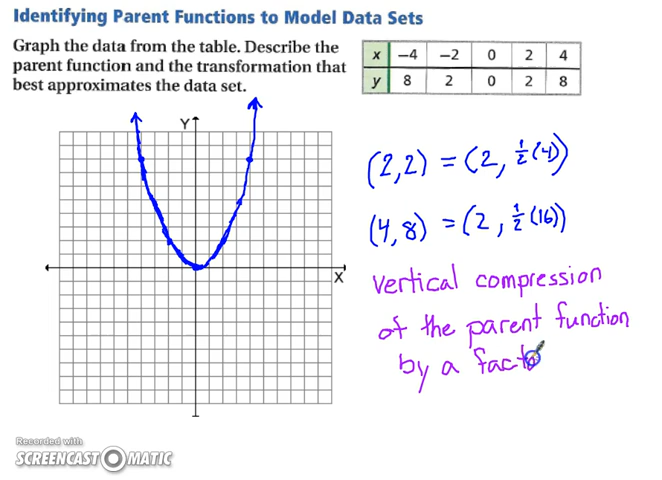 Identifying Parent Functions to Model Data Sets
Graph the data from the table. Describe the
parent function and the transformation that
best approximates the data set.
x −4 −2 0 2 4
y 8 2 0 2 8
Y
X
(2,2) = (2, 1/2(4))
(4,8) = (2, 1/2(16))
vertical compression
of the parent function
by a facto
Recorded with
SCREENCAST O MATIC